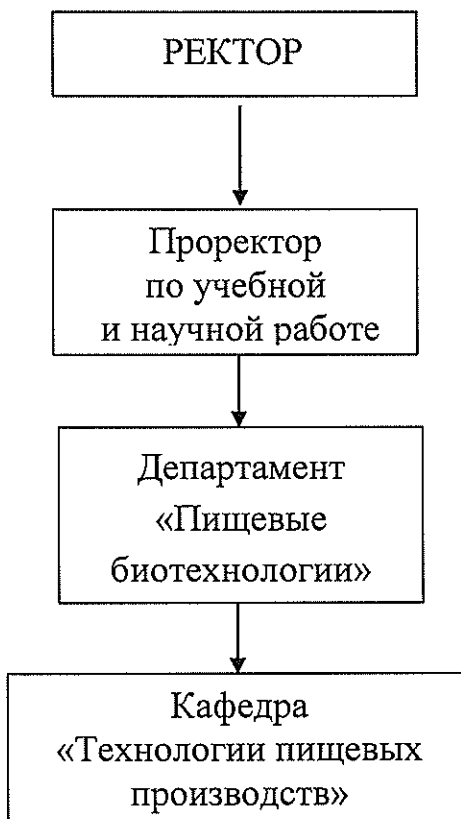 РЕКТОР
Проректор
по учебной
и научной работе
Департамент
«Пищевые
биотехнологии»
Кафедра
«Технологии пищевых
производств»